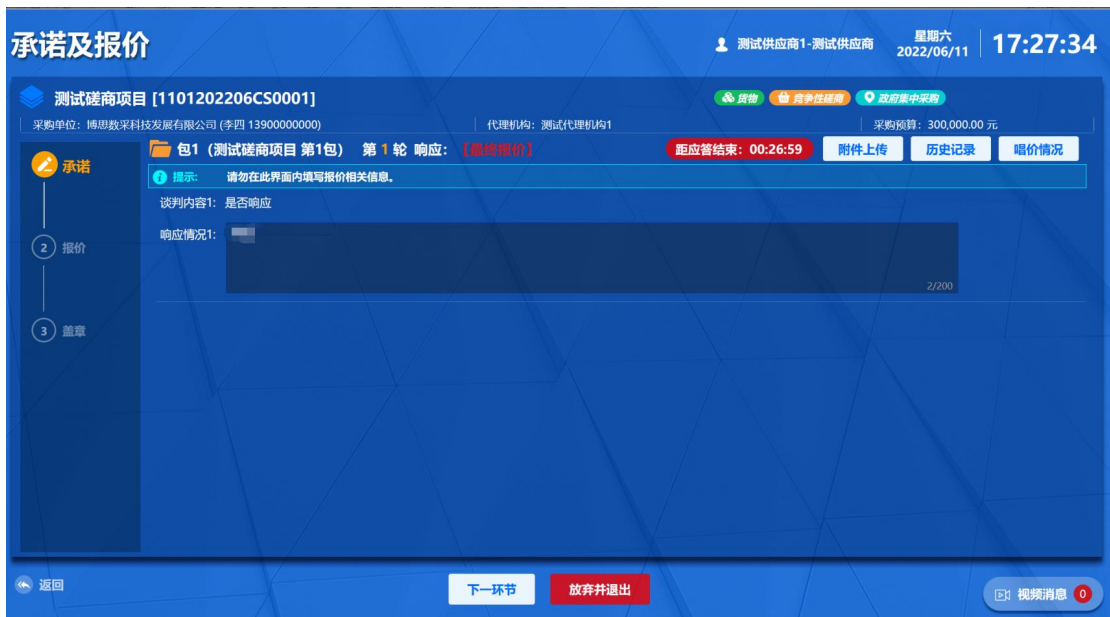 承诺及报价
测试供应商1-测试供应商
星期六
2022/06/11
17:27:34
测试磋商项目 [1101202206CS0001]
货物
竞争性磋商
政府集中采购
采购单位: 博思数采科技发展有限公司 (李四 13900000000)
代理机构: 测试代理机构1
采购预算: 300,000.00 元
承诺
2 报价
3 盖章
包1 (测试磋商项目 第1包) 第 1 轮 响应: 【最终报价】
距应答结束: 00:26:59
附件上传
历史记录
唱价情况
提示: 请勿在此界面内填写报价相关信息。
谈判内容1: 是否响应
响应情况1:
2/200
返回
下一环节
放弃并退出
视频消息 0